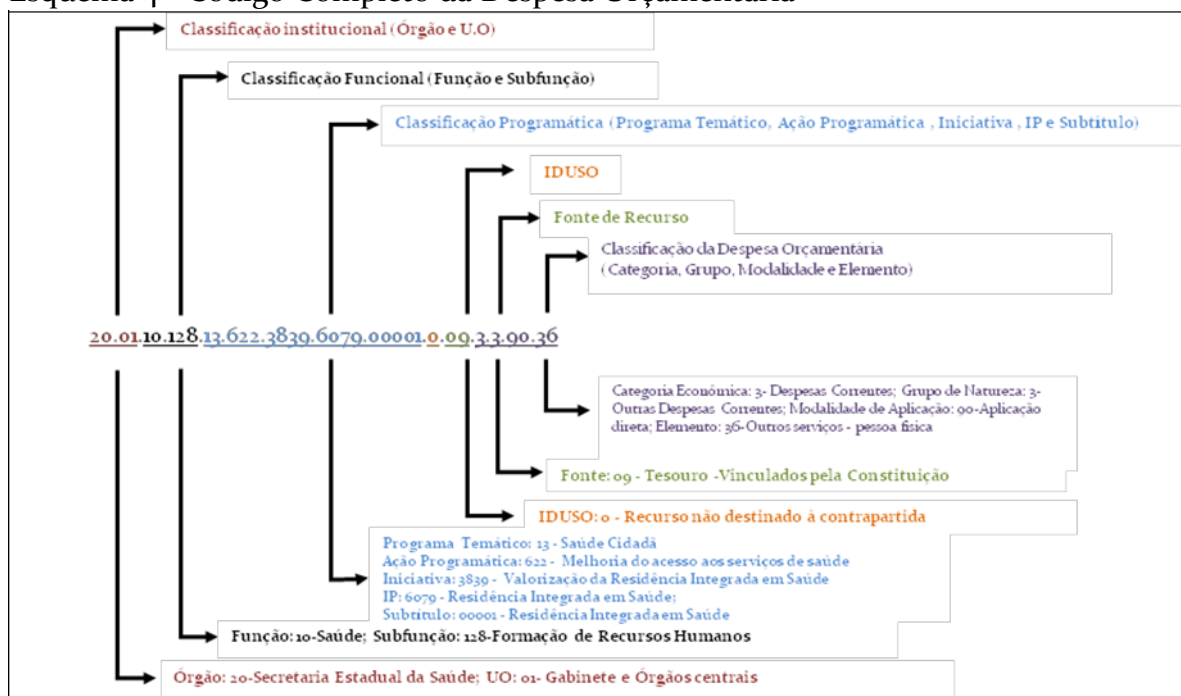 Esquema 4 - Código Completo da Despesa Orçamentária
Classificação institucional (Órgão e U.O)
Classificação Funcional (Função e Subfunção)
Classificação Programática (Programa Temático, Ação Programática , Iniciativa , IP e Subtítulo)
IDUSO
Fonte de Recurso
Classificação da Despesa Orçamentária
(Categoria, Grupo, Modalidade e Elemento)
20.01.10.128.13.622.3839.6079.00001.0.09.3.3.90.36
Categoria Econômica: 3- Despesas Correntes; Grupo de Natureza: 3-
Outras Despesas Correntes; Modalidade de Aplicação: 90-Aplicação
direta; Elemento: 36-Outros serviços - pessoa física
Fonte: 09 - Tesouro -Vinculados pela Constituição
IDUSO: 0 - Recurso não destinado à contrapartida
Programa Temático: 13 - Saúde Cidadã
Ação Programática: 622 - Melhoria do acesso aos serviços de saúde
Iniciativa: 3839 - Valorização da Residência Integrada em Saúde
IP: 6079 - Residência Integrada em Saúde;
Subtítulo: 00001 - Residência Integrada em Saúde
Função: 10-Saúde; Subfunção: 128-Formação de Recursos Humanos
Órgão: 20-Secretaria Estadual da Saúde; UO: 01- Gabinete e Órgãos centrais